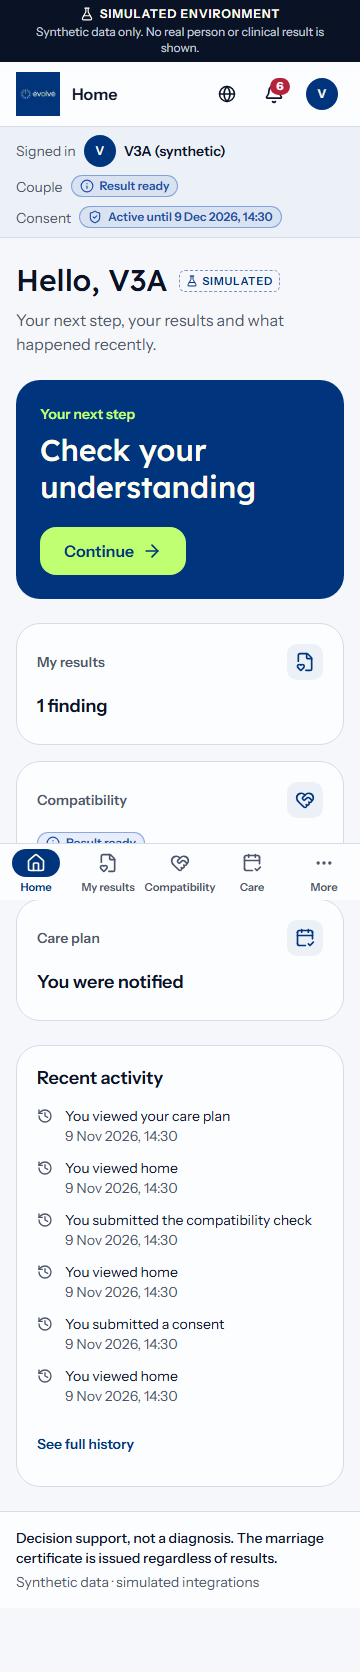 SIMULATED ENVIRONMENT
Synthetic data only. No real person or clinical result is
shown.
evolve
Home
6
V
Signed in
V
V3A (synthetic)
Couple
Result ready
Consent
Active until 9 Dec 2026, 14:30
Hello, V3A
SIMULATED
Your next step, your results and what
happened recently.
Your next step
Check your
understanding
Continue
My results
1 finding
Compatibility
Result ready
Home
My results
Compatibility
Care
More
Care plan
You were notified
Recent activity
You viewed your care plan
9 Nov 2026, 14:30
You viewed home
9 Nov 2026, 14:30
You submitted the compatibility check
9 Nov 2026, 14:30
You viewed home
9 Nov 2026, 14:30
You submitted a consent
9 Nov 2026, 14:30
You viewed home
9 Nov 2026, 14:30
See full history
Decision support, not a diagnosis. The marriage
certificate is issued regardless of results.
Synthetic data · simulated integrations